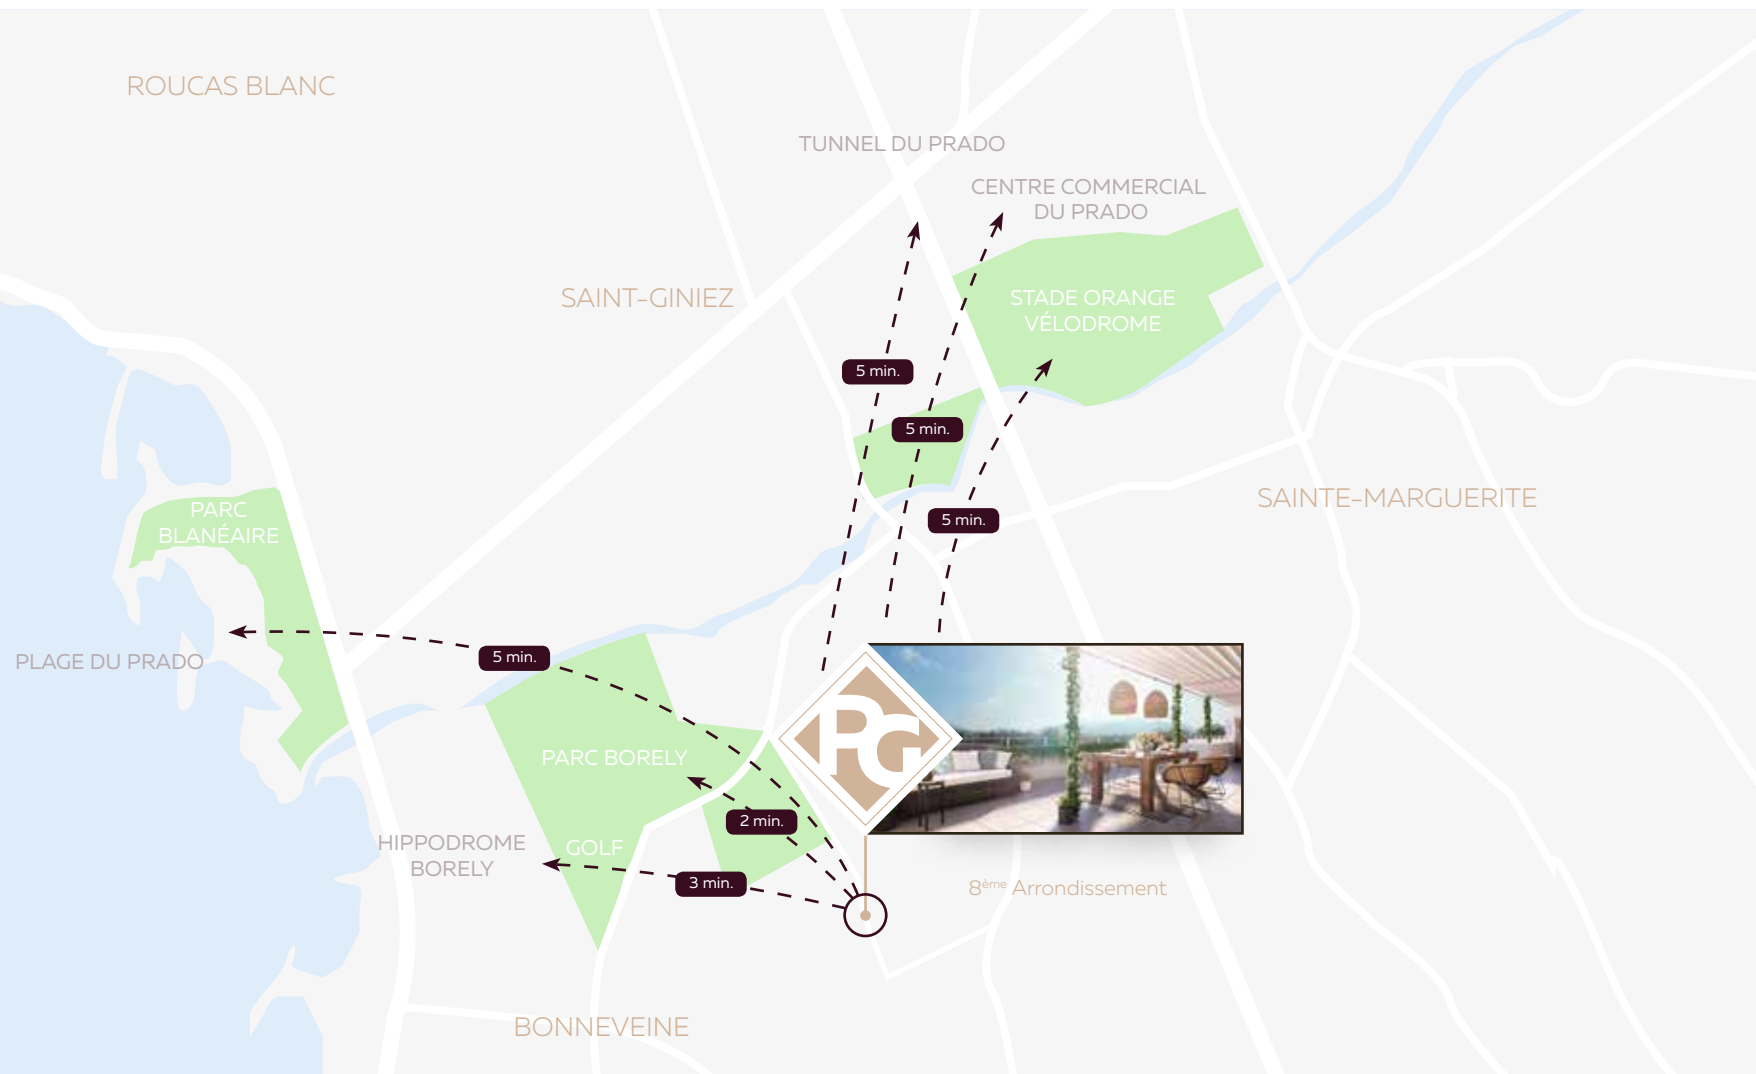 ROUCAS BLANC
TUNNEL DU PRADO
CENTRE COMMERCIAL
DU PRADO
SAINT-GINIEZ
STADE ORANGE
VÉLODROME
5 min.
5 min.
SAINTE-MARGUERITE
PARC
BLANÉAIRE
5 min.
5 min.
PLAGE DU PRADO
PG
PARC BORELY
2 min.
HIPPODROME
BORELY
GOLF
3 min.
8ème Arrondissement
BONNEVEINE